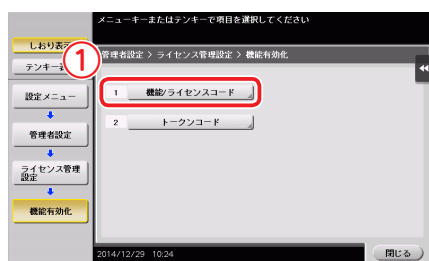 メニューキーまたはテンキーで項目を選択してください
しおり表示
テンキー
1
管理者設定 > ライセンス管理設定 > 機能有効化
設定メニュー
管理者設定
ライセンス管理
設定
機能有効化
1 機能/ライセンスコード
2 トークンコード
2014/12/29 10:24
閉じる